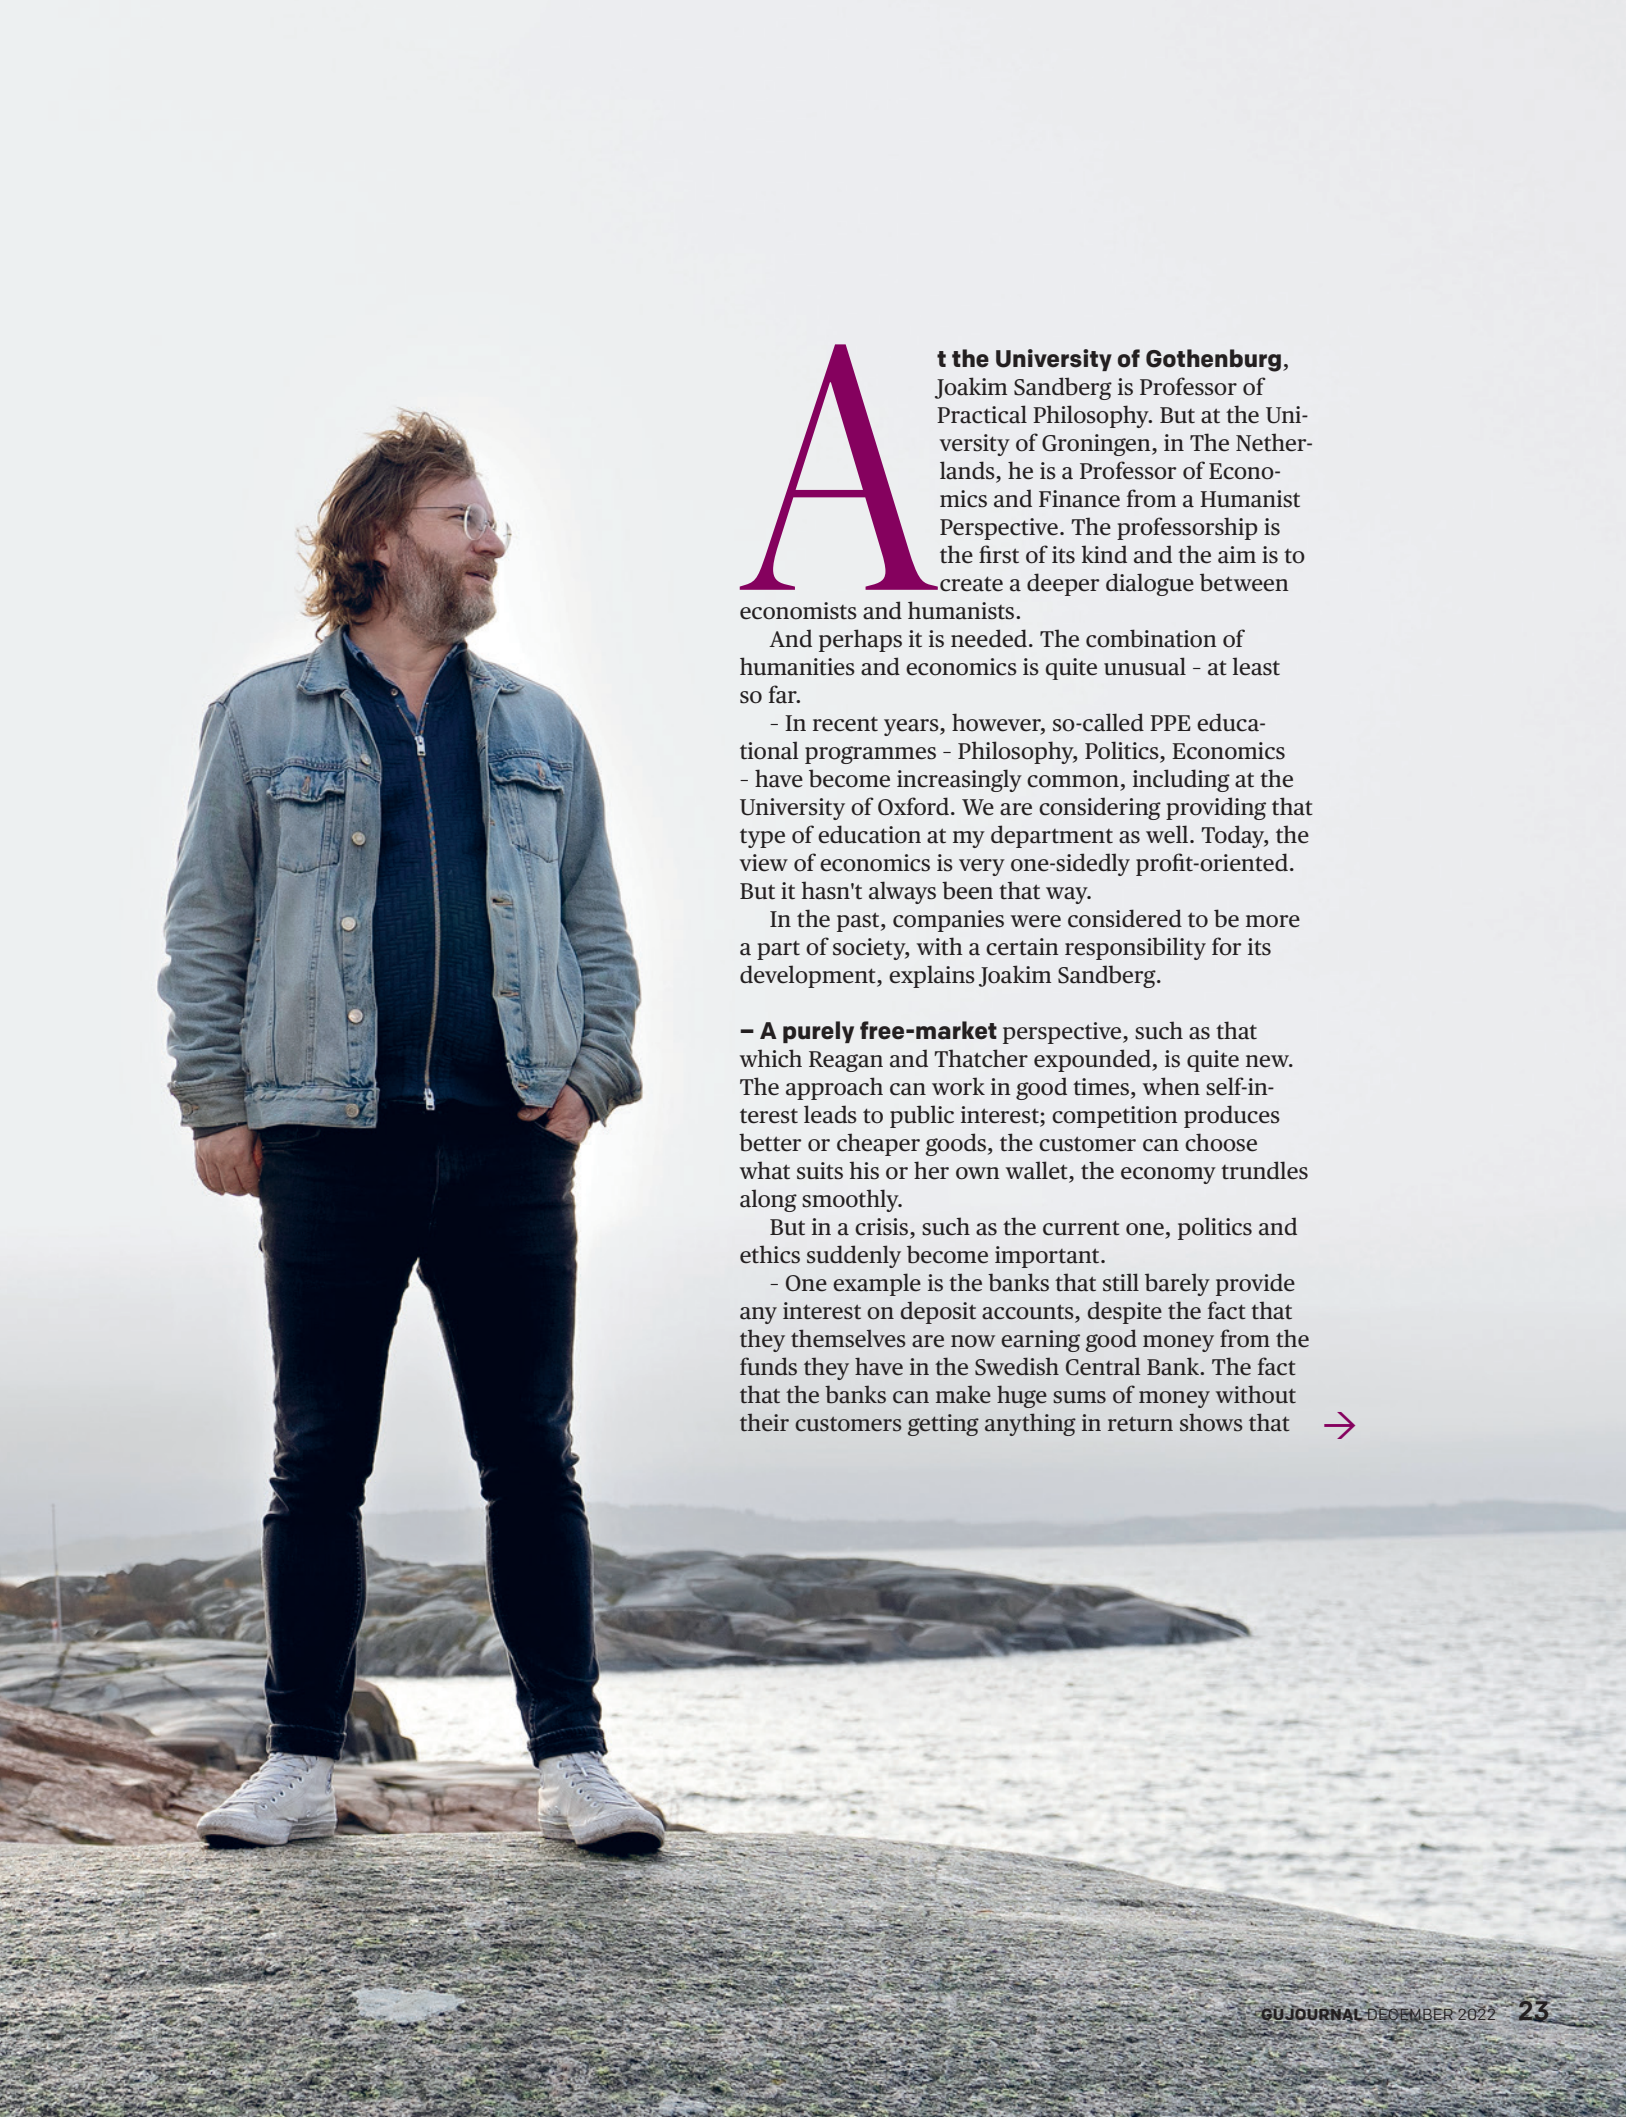 At the University of Gothenburg,
Joakim Sandberg is Professor of
Practical Philosophy. But at the Uni-
versity of Groningen, in The Nether-
lands, he is a Professor of Econo-
mics and Finance from a Humanist
Perspective. The professorship is
the first of its kind and the aim is to
create a deeper dialogue between
economists and humanists.
And perhaps it is needed. The combination of
humanities and economics is quite unusual – at least
so far.
– In recent years, however, so-called PPE educa-
tional programmes – Philosophy, Politics, Economics
– have become increasingly common, including at the
University of Oxford. We are considering providing that
type of education at my department as well. Today, the
view of economics is very one-sidedly profit-oriented.
But it hasn't always been that way.
In the past, companies were considered to be more
a part of society, with a certain responsibility for its
development, explains Joakim Sandberg.
– A purely free-market perspective, such as that
which Reagan and Thatcher expounded, is quite new.
The approach can work in good times, when self-in-
terest leads to public interest; competition produces
better or cheaper goods, the customer can choose
what suits his or her own wallet, the economy trundles
along smoothly.
But in a crisis, such as the current one, politics and
ethics suddenly become important.
– One example is the banks that still barely provide
any interest on deposit accounts, despite the fact that
they themselves are now earning good money from the
funds they have in the Swedish Central Bank. The fact
that the banks can make huge sums of money without
their customers getting anything in return shows that →
GUJOURNAL DECEMBER 2022 23